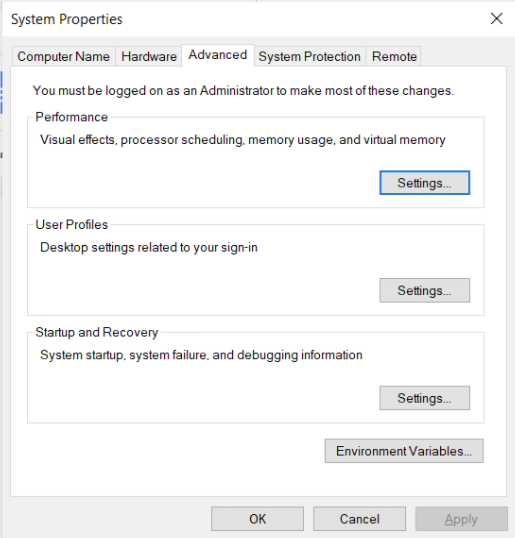 System Properties
Computer Name
Hardware
Advanced
System Protection
Remote
You must be logged on as an Administrator to make most of these changes.
Performance
Visual effects, processor scheduling, memory usage, and virtual memory
Settings...
User Profiles
Desktop settings related to your sign-in
Settings...
Startup and Recovery
System startup, system failure, and debugging information
Settings...
Environment Variables...
OK
Cancel
Apply